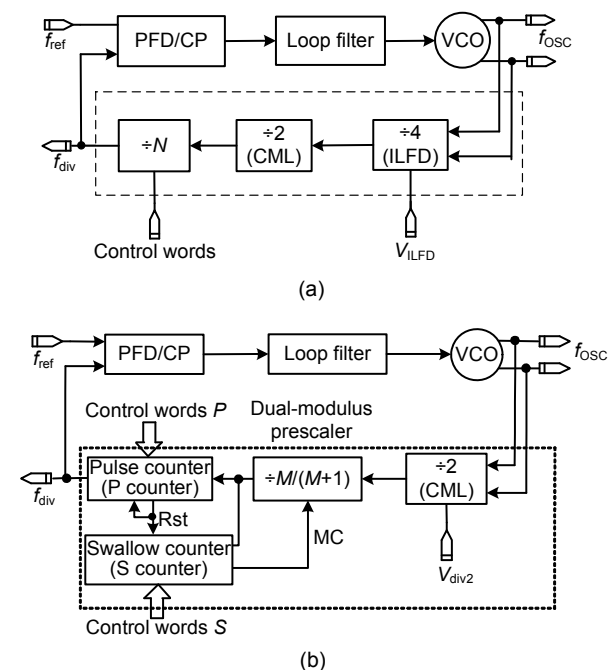 f_ref
PFD/CP
Loop filter
VCO
f_OSC
÷N
÷2
(CML)
÷4
(ILFD)
f_div
Control words
V_ILFD
(a)
f_ref
PFD/CP
Loop filter
VCO
f_OSC
Control words P
Dual-modulus
prescaler
Pulse counter
(P counter)
÷M/(M+1)
÷2
(CML)
f_div
Rst
MC
Swallow counter
(S counter)
V_div2
Control words S
(b)